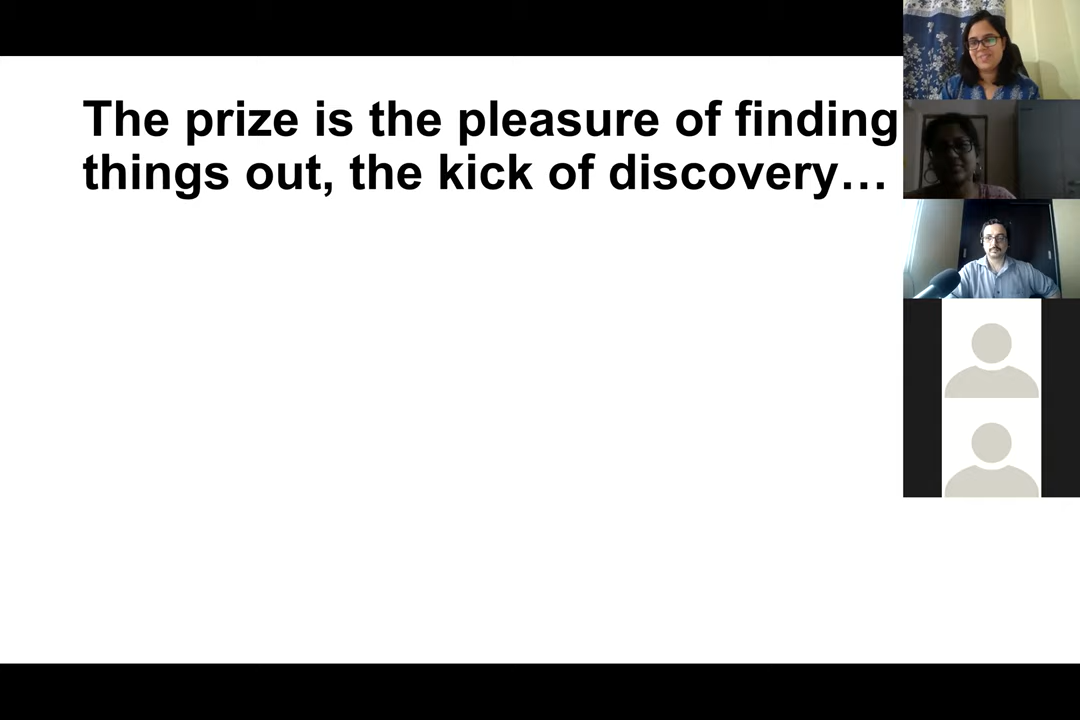 The prize is the pleasure of finding
things out, the kick of discovery…